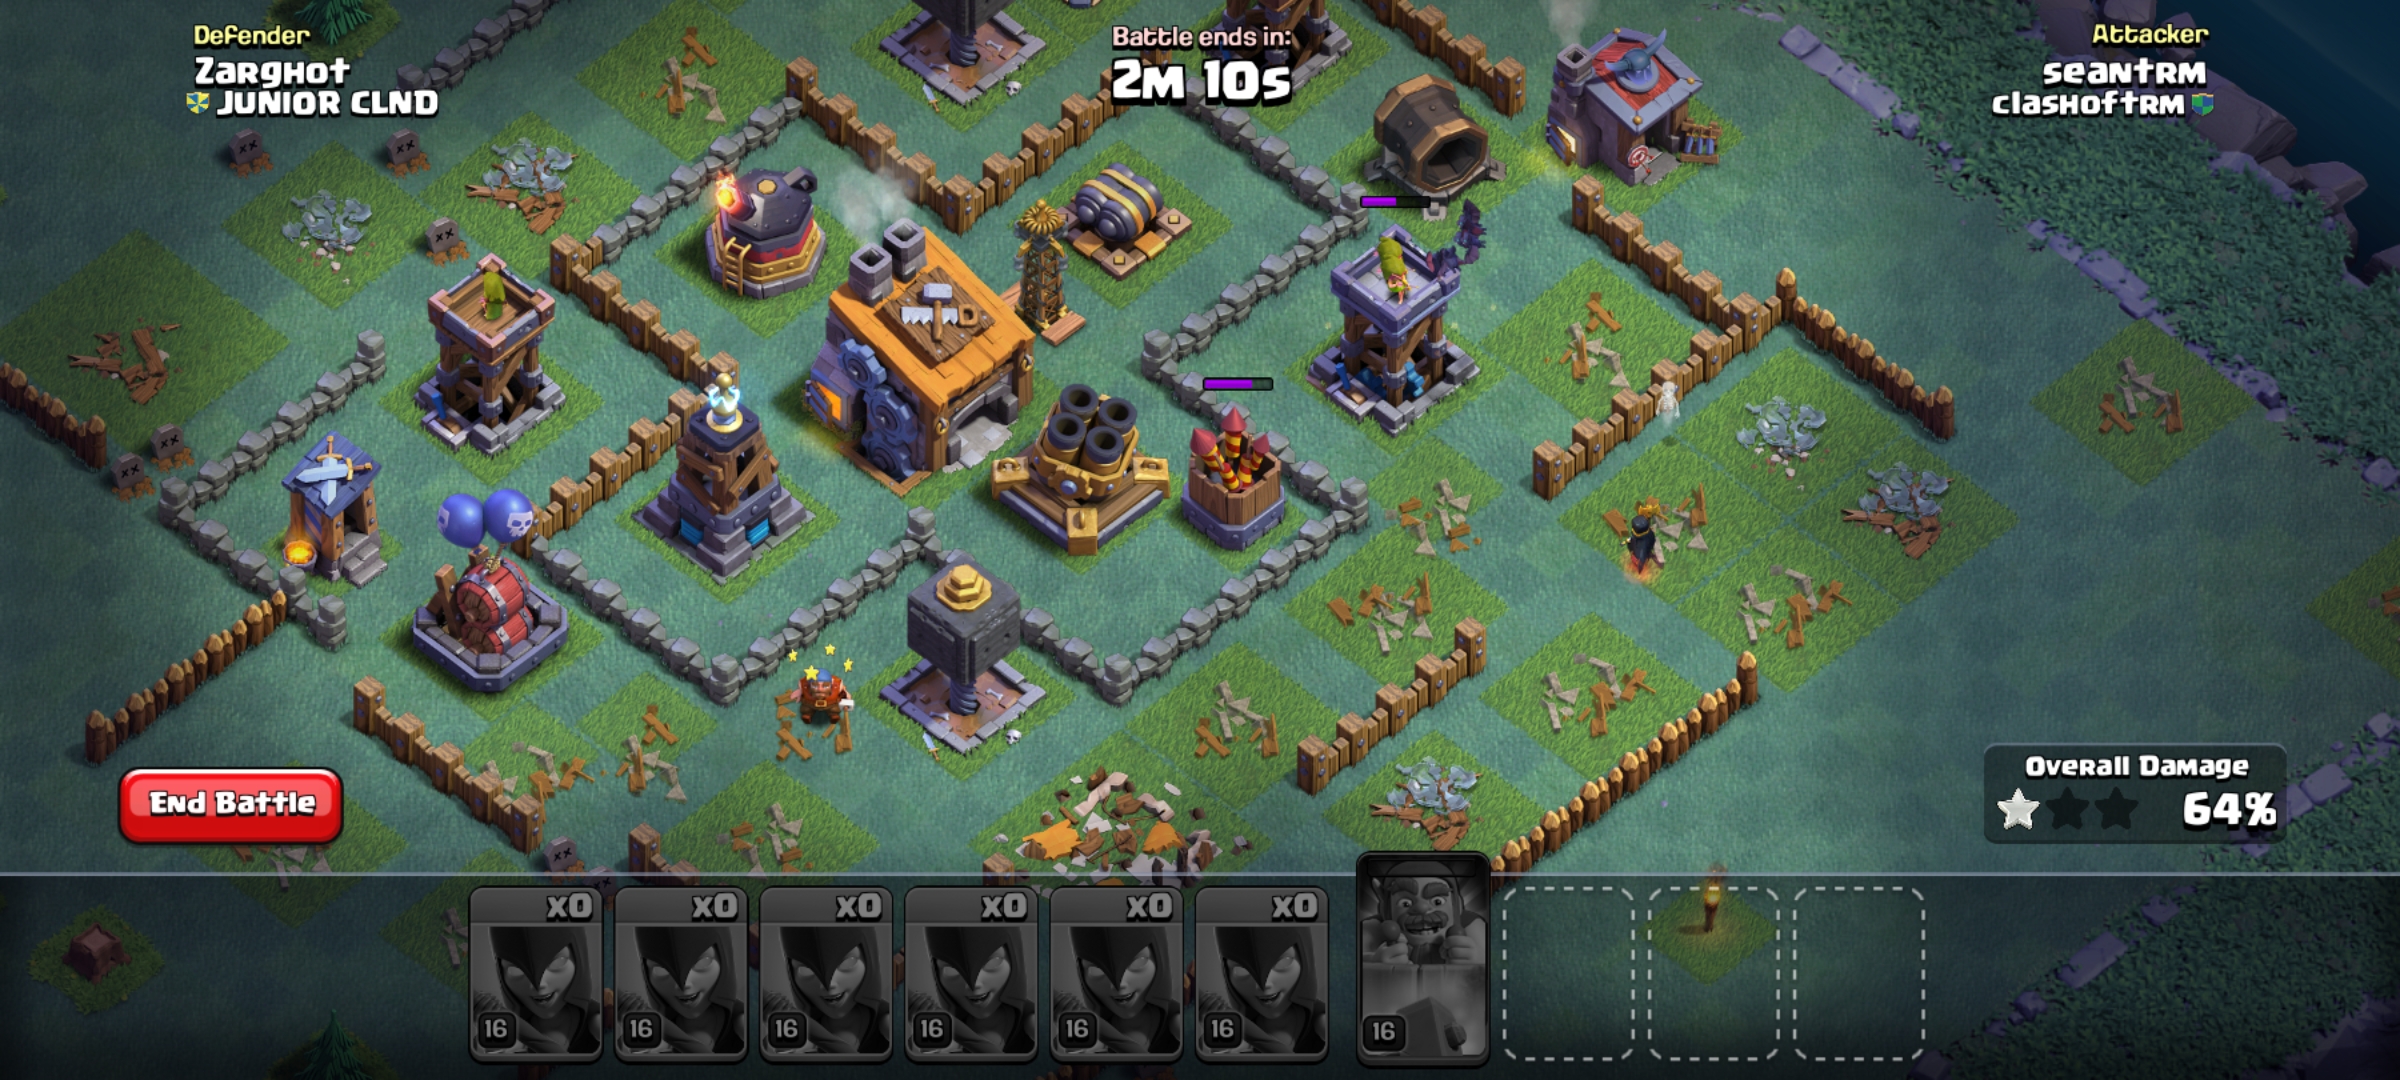 Defender
Zarghot
JUNIOR CLND
Battle ends in:
2M 10s
Attacker
seantRM
clashoftRM
End Battle
Overall Damage
64%
x0
x0
x0
x0
x0
x0
16
16
16
16
16
16
16